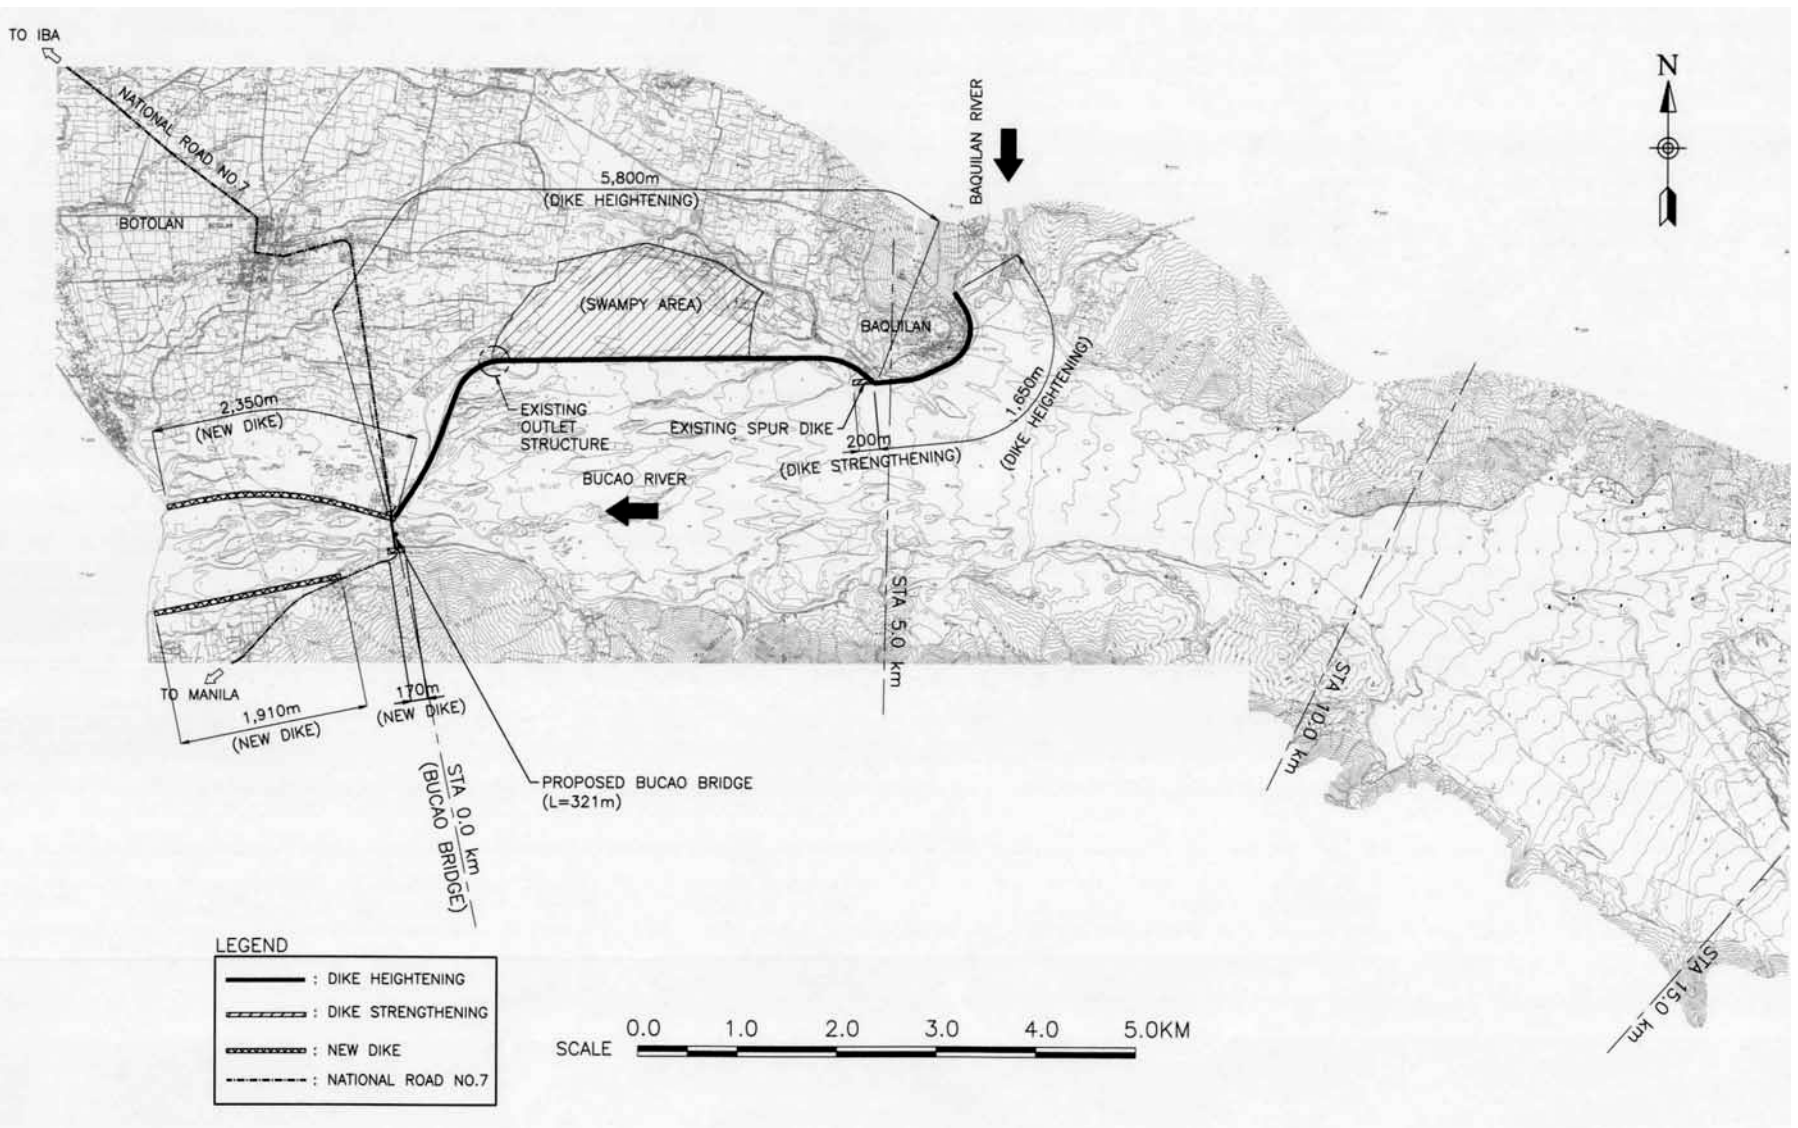 TO IBA
NATIONAL ROAD NO.7
BAQUILAN RIVER
N
5,800m
(DIKE HEIGHTENING)
BOTOLAN
(SWAMPY AREA)
BAQUILAN
1,650m
(DIKE HEIGHTENING)
2,350m
(NEW DIKE)
EXISTING
OUTLET
STRUCTURE
EXISTING SPUR DIKE
200m
(DIKE STRENGTHENING)
BUCAO RIVER
STA 5.0 km
STA 10.0 km
STA 15.0 km
TO MANILA
1,910m
(NEW DIKE)
170m
(NEW DIKE)
STA 0.0 km
(BUCAO BRIDGE)
PROPOSED BUCAO BRIDGE
(L=321m)
LEGEND
: DIKE HEIGHTENING
: DIKE STRENGTHENING
: NEW DIKE
: NATIONAL ROAD NO.7
SCALE
0.0 1.0 2.0 3.0 4.0 5.0KM